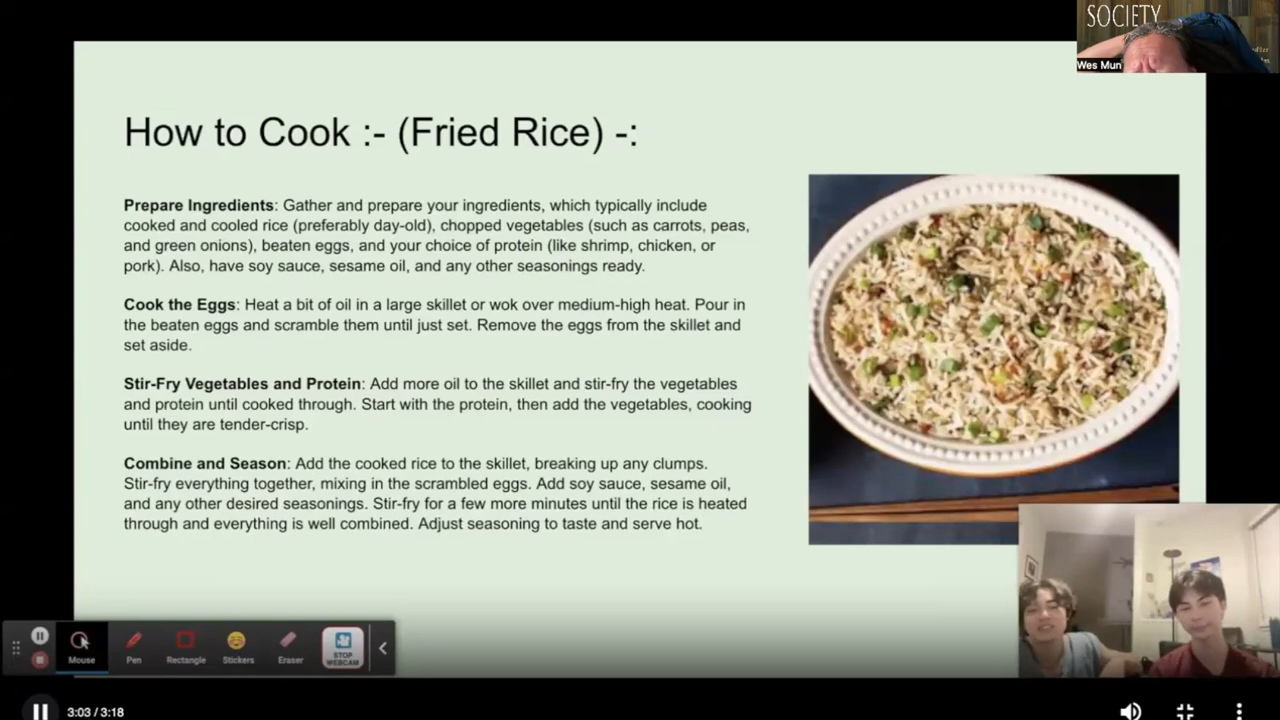 SOCIETY
Wes Mun
How to Cook :- (Fried Rice) -:
Prepare Ingredients: Gather and prepare your ingredients, which typically include
cooked and cooled rice (preferably day-old), chopped vegetables (such as carrots, peas,
and green onions), beaten eggs, and your choice of protein (like shrimp, chicken, or
pork). Also, have soy sauce, sesame oil, and any other seasonings ready.
Cook the Eggs: Heat a bit of oil in a large skillet or wok over medium-high heat. Pour in
the beaten eggs and scramble them until just set. Remove the eggs from the skillet and
set aside.
Stir-Fry Vegetables and Protein: Add more oil to the skillet and stir-fry the vegetables
and protein until cooked through. Start with the protein, then add the vegetables, cooking
until they are tender-crisp.
Combine and Season: Add the cooked rice to the skillet, breaking up any clumps.
Stir-fry everything together, mixing in the scrambled eggs. Add soy sauce, sesame oil,
and any other desired seasonings. Stir-fry for a few more minutes until the rice is heated
through and everything is well combined. Adjust seasoning to taste and serve hot.
Mouse
Pen
Rectangle
Stickers
Eraser
STOP
WEBCAM
3:03 / 3:18